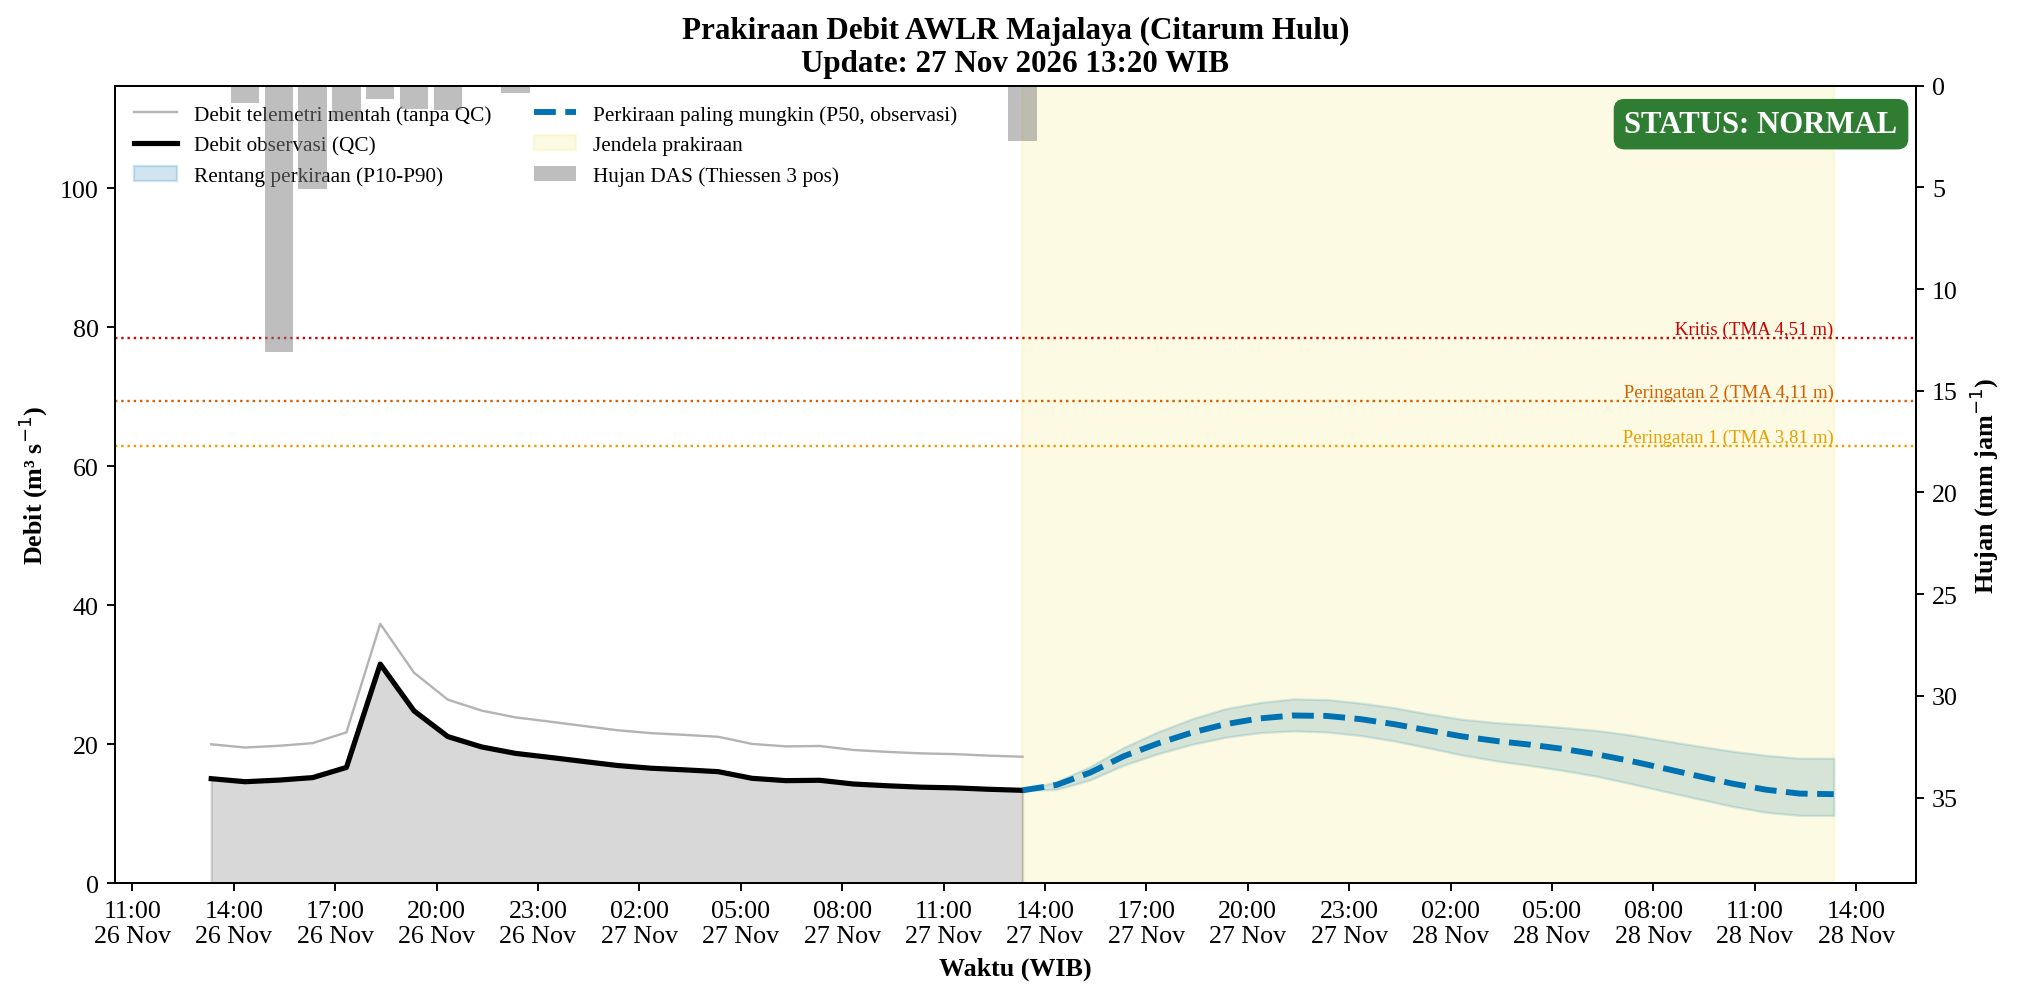 Prakiraan Debit AWLR Majalaya (Citarum Hulu)
Update: 27 Nov 2026 13:20 WIB
Debit telemetri mentah (tanpa QC)
Debit observasi (QC)
Rentang perkiraan (P10-P90)
Perkiraan paling mungkin (P50, observasi)
Jendela prakiraan
Hujan DAS (Thiessen 3 pos)
STATUS: NORMAL
Kritis (TMA 4,51 m)
Peringatan 2 (TMA 4,11 m)
Peringatan 1 (TMA 3,81 m)
Debit (m³ s⁻¹)
100
80
60
40
20
0
Hujan (mm jam⁻¹)
0
5
10
15
20
25
30
35
11:00 14:00 17:00 20:00 23:00 02:00 05:00 08:00 11:00 14:00 17:00 20:00 23:00 02:00 05:00 08:00 11:00 14:00
26 Nov 26 Nov 26 Nov 26 Nov 26 Nov 27 Nov 27 Nov 27 Nov 27 Nov 27 Nov 27 Nov 27 Nov 27 Nov 28 Nov 28 Nov 28 Nov 28 Nov 28 Nov
Waktu (WIB)